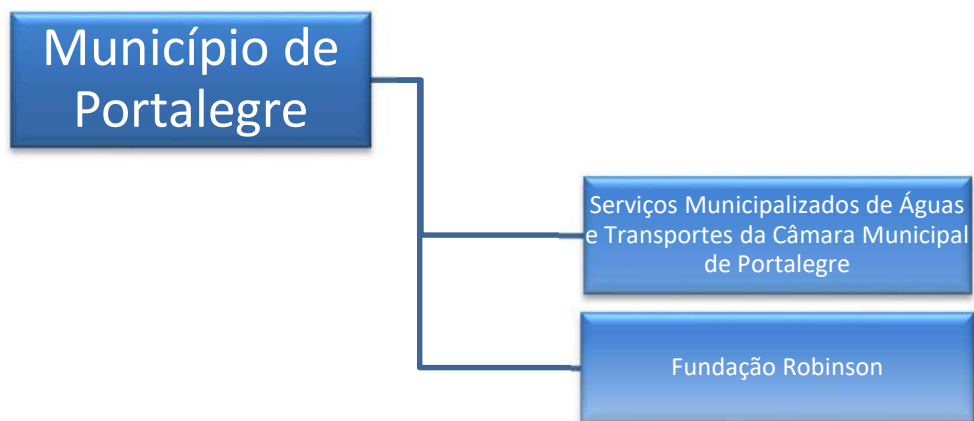 Município de
Portalegre
Serviços Municipalizados de Águas
e Transportes da Câmara Municipal
de Portalegre
Fundação Robinson